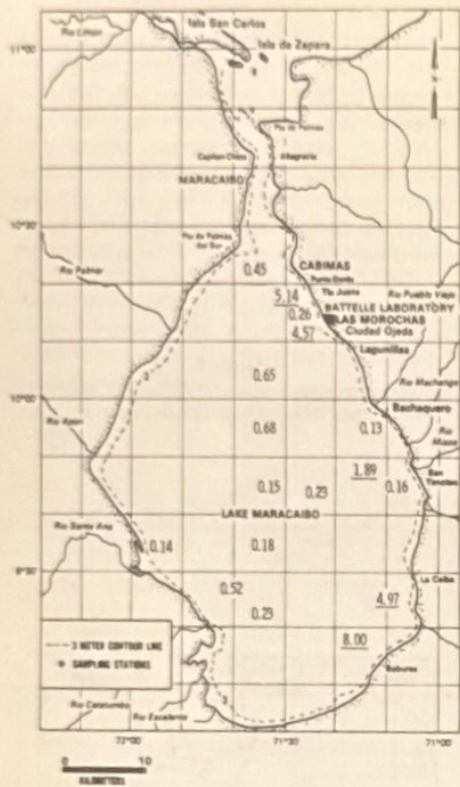 11°00
Rio Limon
Isla San Carlos
Isla de Zapara
N
Pta de Palmas
Capitan Chico
Altagracia
MARACAIBO
10°30
Pta de Palmas
del Sur
Rio Palmar
0.45
CABIMAS
Punta Gorda
Tia Juana
Rio Pueblo Viejo
5.14
BATTELLE LABORATORY
0.26
LAS MOROCHAS
4.57
Ciudad Ojeda
Lagunillas
0.65
Rio Machango
10°00
Bachaquero
Rio Apon
0.68
0.13
Rio
Misoa
1.89
San
Timoteo
0.15
0.23
0.16
LAKE MARACAIBO
Rio Santa Ana
0.14
0.18
9°30
La Ceiba
0.52
4.97
0.23
8.00
3 METER CONTOUR LINE
SAMPLING STATIONS
Bobures
Rio Catatumbo
Rio Escalante
72°00
71°30
71°00
0
10
KILOMETERS